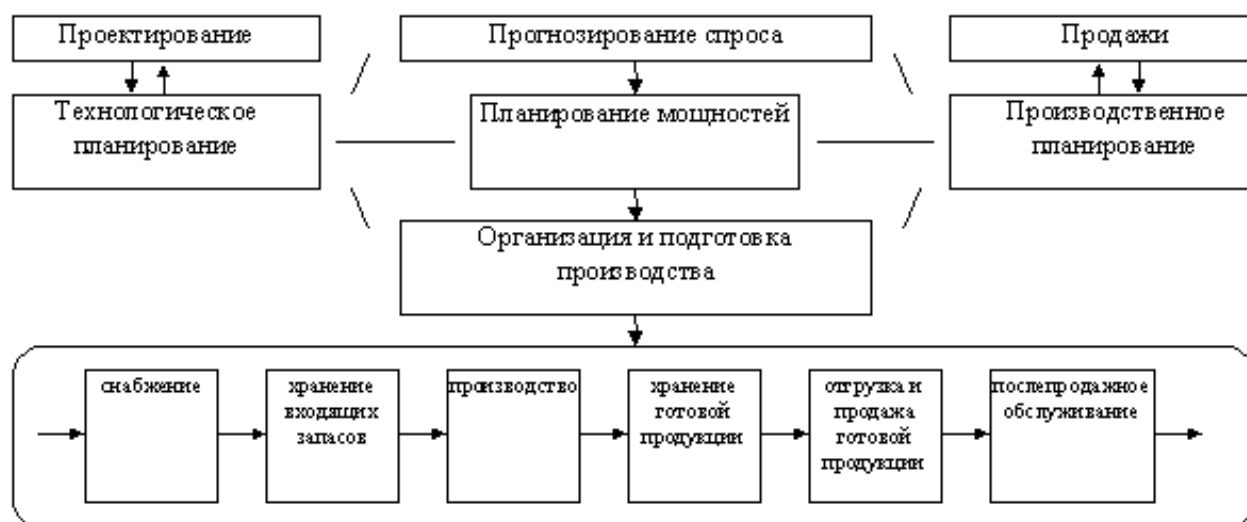 Проектирование
Прогнозирование спроса
Продажи
Технологическое
планирование
Планирование мощностей
Производственное
планирование
Организация и подготовка
производства
снабжение
хранение
входящих
запасов
производство
хранение
готовой
продукции
отгрузка и
продажа
готовой
продукции
послепродажное
обслуживание